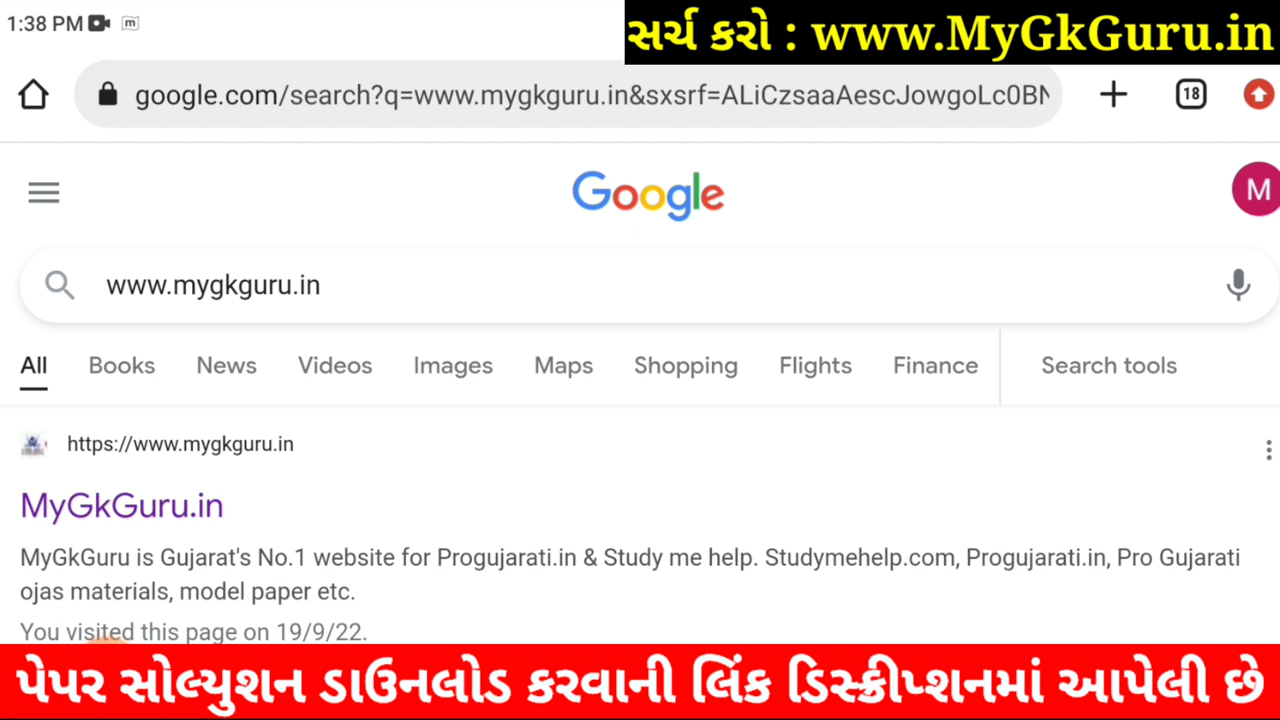 1:38 PM
સર્ચ કરો : www.MyGkGuru.in
google.com/search?q=www.mygkguru.in&sxsrf=ALiCzsaaAescJowgoLc0BN
18
Google
M
www.mygkguru.in
All Books News Videos Images Maps Shopping Flights Finance Search tools
https://www.mygkguru.in
MyGkGuru.in
MyGkGuru is Gujarat's No.1 website for Progujarati.in & Study me help. Studymehelp.com, Progujarati.in, Pro Gujarati
ojas materials, model paper etc.
You visited this page on 19/9/22.
પેપર સોલ્યુશન ડાઉનલોડ કરવાની લિંક ડિસ્ક્રીપ્શનમાં આપેલી છે